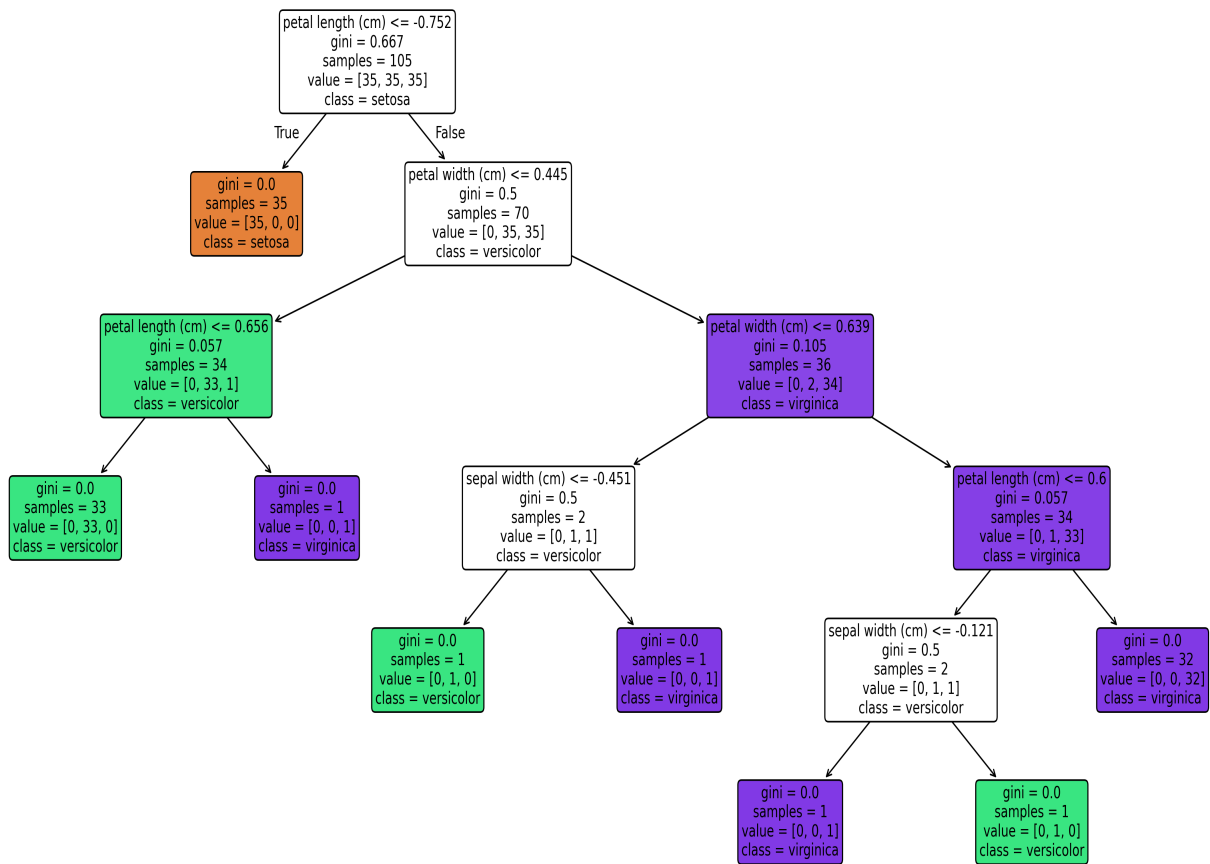 petal length (cm) <= -0.752
gini = 0.667
samples = 105
value = [35, 35, 35]
class = setosa
True
False
gini = 0.0
samples = 35
value = [35, 0, 0]
class = setosa
petal width (cm) <= 0.445
gini = 0.5
samples = 70
value = [0, 35, 35]
class = versicolor
petal length (cm) <= 0.656
gini = 0.057
samples = 34
value = [0, 33, 1]
class = versicolor
petal width (cm) <= 0.639
gini = 0.105
samples = 36
value = [0, 2, 34]
class = virginica
gini = 0.0
samples = 33
value = [0, 33, 0]
class = versicolor
gini = 0.0
samples = 1
value = [0, 0, 1]
class = virginica
sepal width (cm) <= -0.451
gini = 0.5
samples = 2
value = [0, 1, 1]
class = versicolor
petal length (cm) <= 0.6
gini = 0.057
samples = 34
value = [0, 1, 33]
class = virginica
gini = 0.0
samples = 1
value = [0, 1, 0]
class = versicolor
gini = 0.0
samples = 1
value = [0, 0, 1]
class = virginica
sepal width (cm) <= -0.121
gini = 0.5
samples = 2
value = [0, 1, 1]
class = versicolor
gini = 0.0
samples = 32
value = [0, 0, 32]
class = virginica
gini = 0.0
samples = 1
value = [0, 0, 1]
class = virginica
gini = 0.0
samples = 1
value = [0, 1, 0]
class = versicolor